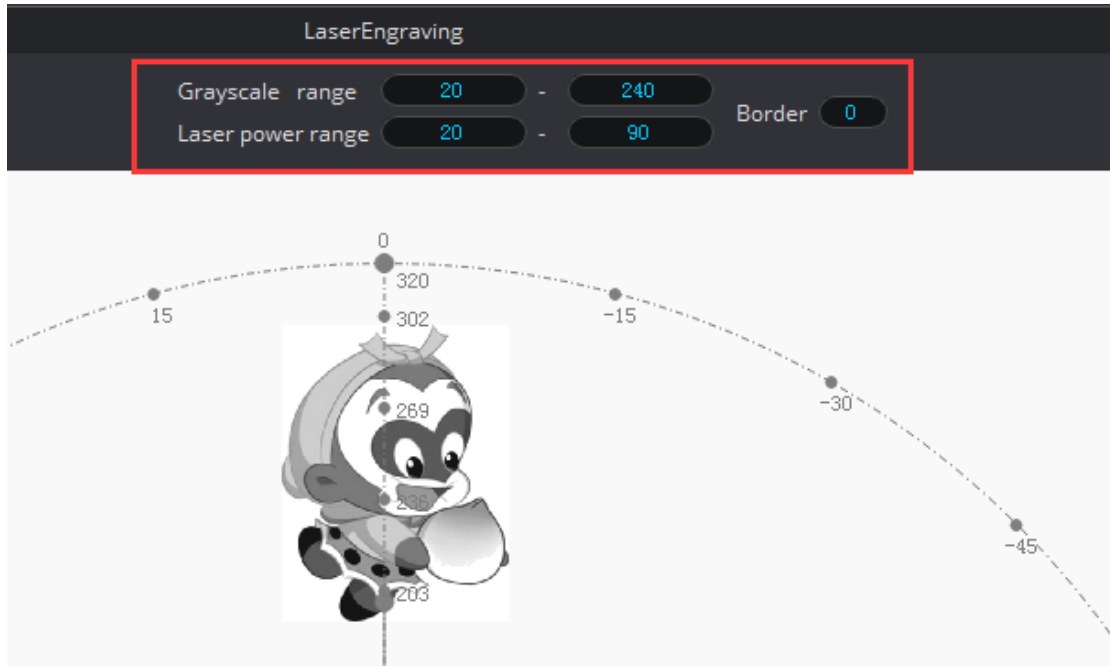 LaserEngraving
Grayscale range 20 - 240
Laser power range 20 - 90
Border 0
0
320
15
302
-15
269
-30
236
-45
203